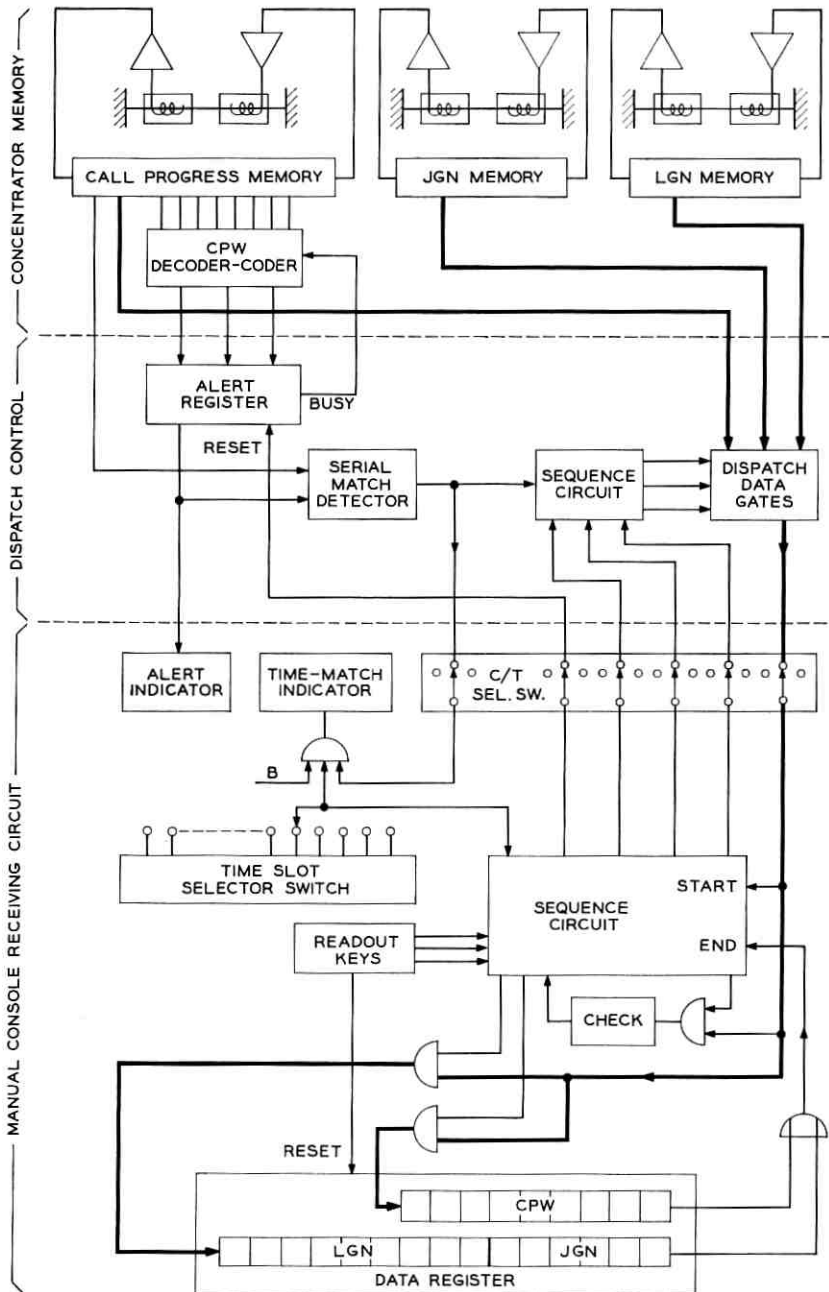 CONCENTRATOR MEMORY
CALL PROGRESS MEMORY
JGN MEMORY
LGN MEMORY
CPW
DECODER-CODER
DISPATCH CONTROL
ALERT
REGISTER
BUSY
RESET
SERIAL
MATCH
DETECTOR
SEQUENCE
CIRCUIT
DISPATCH
DATA
GATES
MANUAL CONSOLE RECEIVING CIRCUIT
ALERT
INDICATOR
TIME-MATCH
INDICATOR
C/T
SEL. SW.
B
TIME SLOT
SELECTOR SWITCH
START
SEQUENCE
CIRCUIT
READOUT
KEYS
END
CHECK
RESET
CPW
LGN
JGN
DATA REGISTER